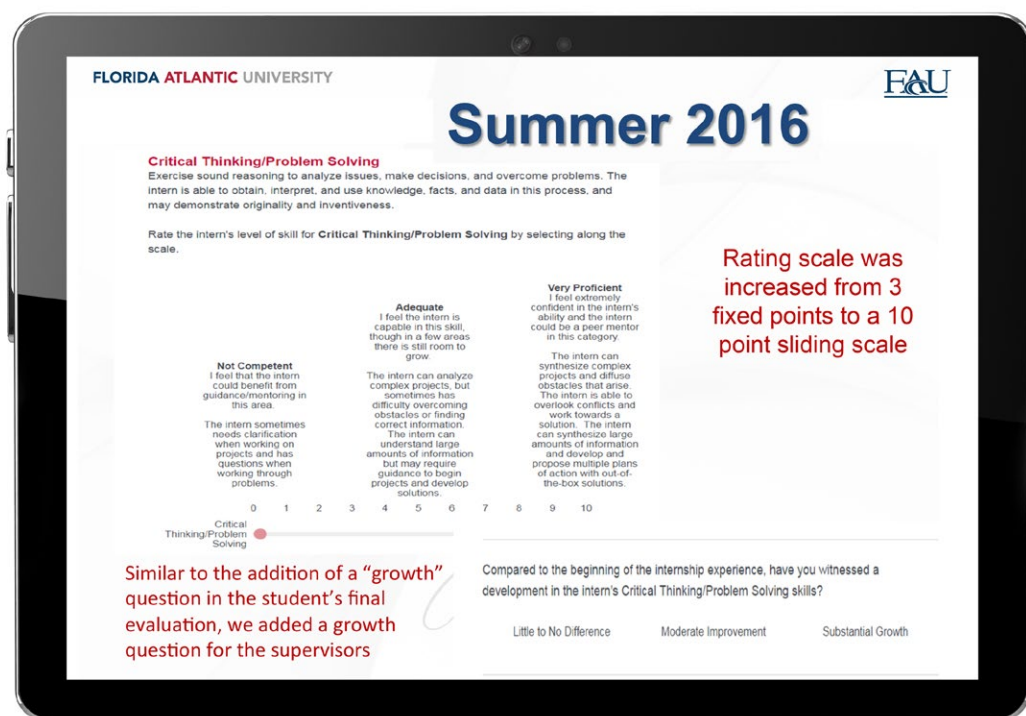 FLORIDA ATLANTIC UNIVERSITY
FAU
Summer 2016
Critical Thinking/Problem Solving
Exercise sound reasoning to analyze issues, make decisions, and overcome problems. The
intern is able to obtain, interpret, and use knowledge, facts, and data in this process, and
may demonstrate originality and inventiveness.
Rate the intern's level of skill for Critical Thinking/Problem Solving by selecting along the
scale.
Rating scale was
increased from 3
fixed points to a 10
point sliding scale
Not Competent
I feel that the intern
could benefit from
guidance/mentoring in
this area.
The intern sometimes
needs clarification
when working on
projects and has
questions when
working through
problems.
Adequate
I feel the intern is
capable in this skill,
though in a few areas
there is still room to
grow.
The intern can analyze
complex projects, but
sometimes has
difficulty overcoming
obstacles or finding
correct information.
The intern can
understand large
amounts of information
but may require
guidance to begin
projects and develop
solutions.
Very Proficient
I feel extremely
confident in the intern's
ability and the intern
could be a peer mentor
in this category.
The intern can
synthesize complex
projects and diffuse
obstacles that arise.
The intern is able to
overlook conflicts and
work towards a
solution. The intern
can synthesize large
amounts of information
and develop and
propose multiple plans
of action with out-of-
the-box solutions.
0 1 2 3 4 5 6 7 8 9 10
Critical
Thinking/Problem
Solving
Similar to the addition of a “growth”
question in the student’s final
evaluation, we added a growth
question for the supervisors
Compared to the beginning of the internship experience, have you witnessed a
development in the intern's Critical Thinking/Problem Solving skills?
Little to No Difference Moderate Improvement Substantial Growth